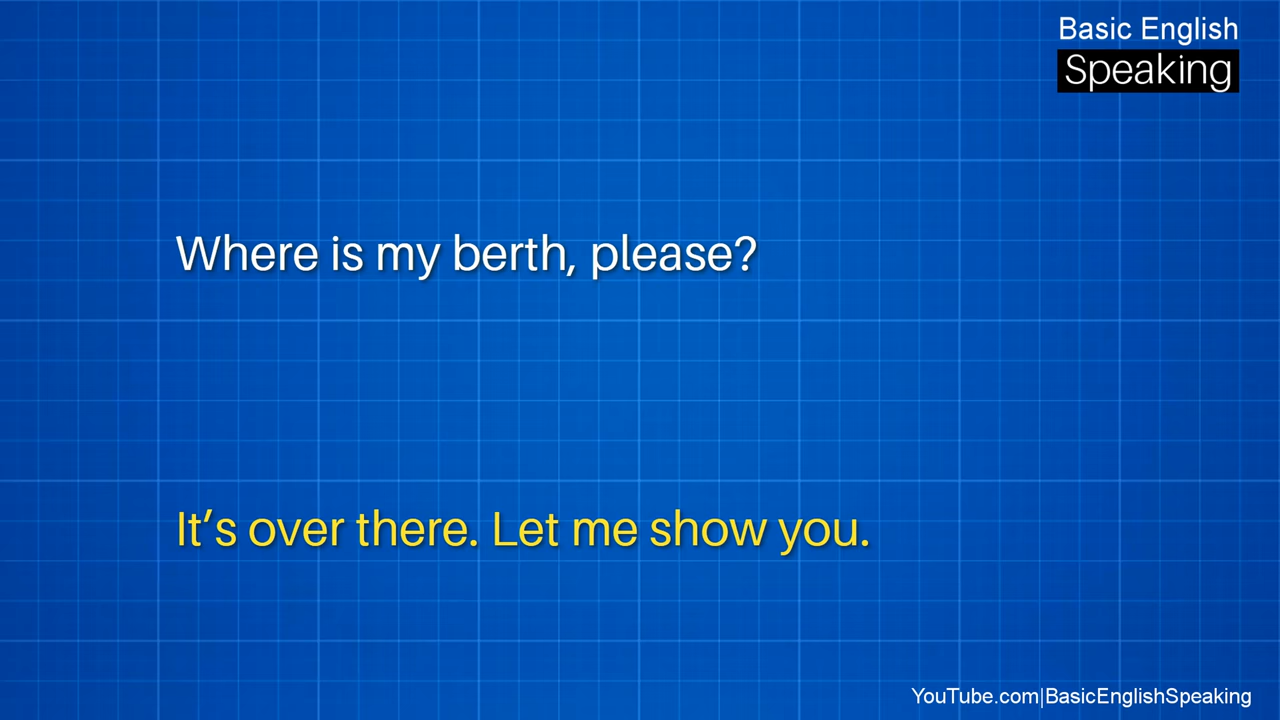 Basic English
Speaking
Where is my berth, please?
It’s over there. Let me show you.
YouTube.com|BasicEnglishSpeaking